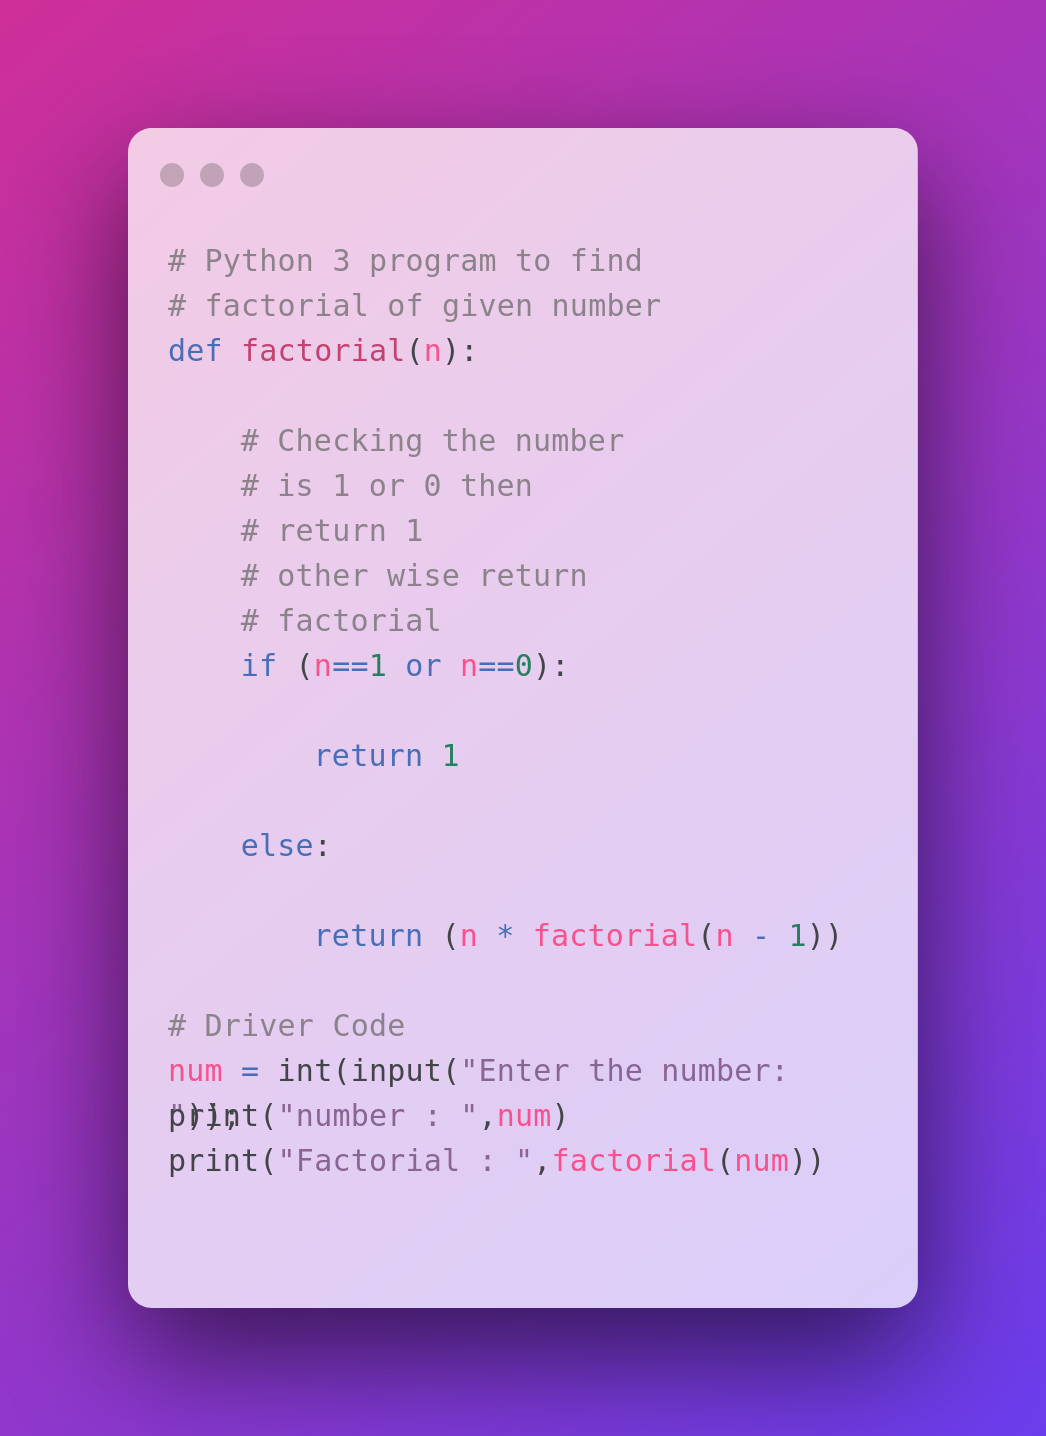 # Python 3 program to find
# factorial of given number
def factorial(n):
    # Checking the number
    # is 1 or 0 then
    # return 1
    # other wise return
    # factorial
    if (n==1 or n==0):
        return 1
    else:
        return (n * factorial(n - 1))
# Driver Code
num = int(input("Enter the number:
"));
print("number : ",num)
print("Factorial : ",factorial(num))